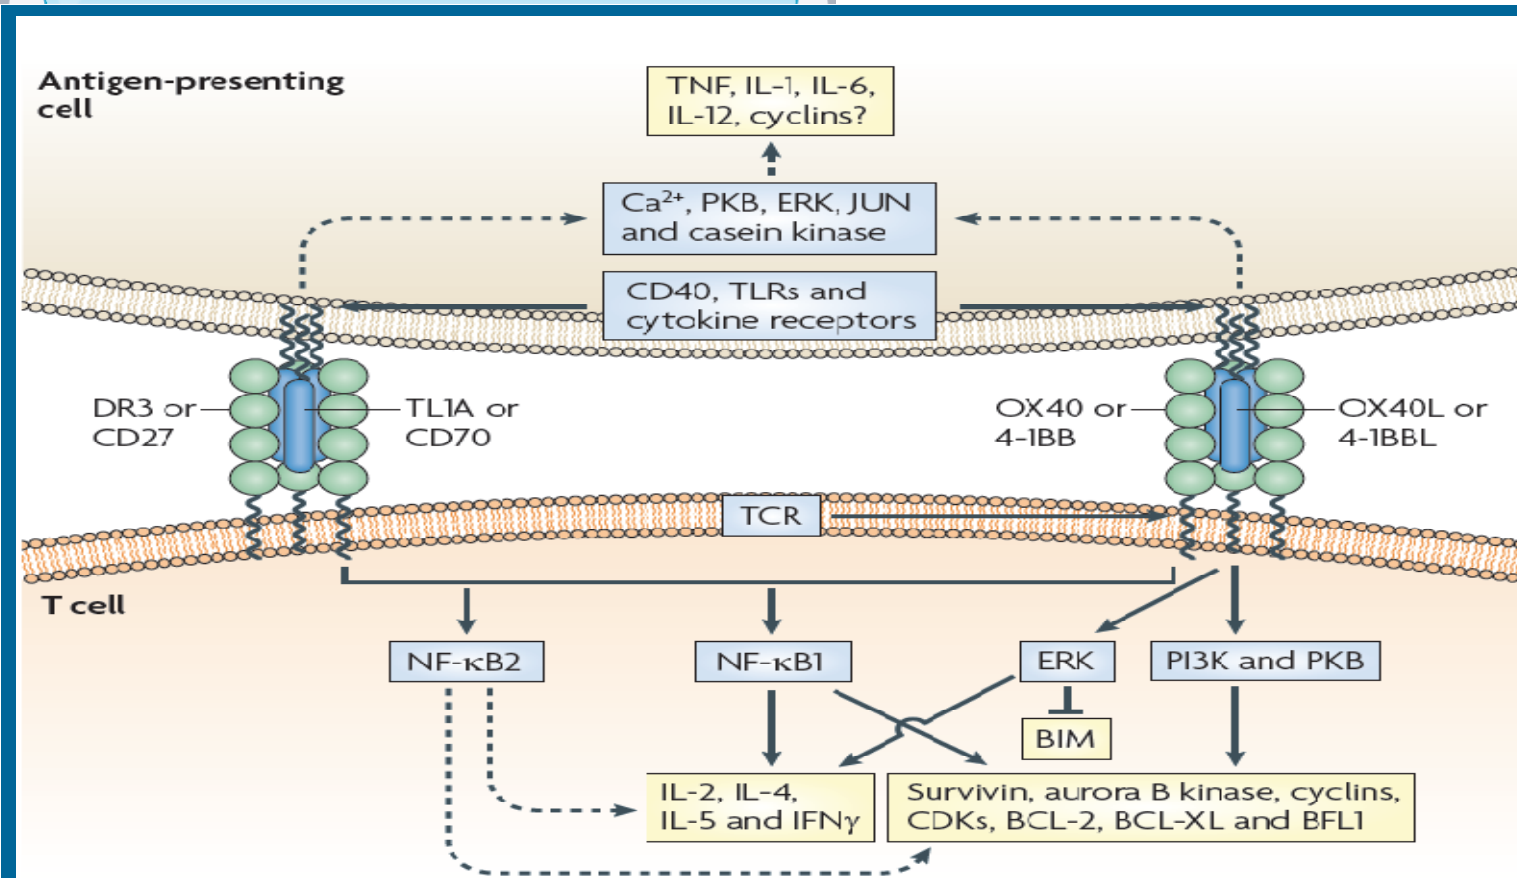 Antigen-presenting
cell
TNF, IL-1, IL-6,
IL-12, cyclins?
Ca²⁺, PKB, ERK, JUN
and casein kinase
CD40, TLRs and
cytokine receptors
DR3 or
CD27
TL1A or
CD70
OX40 or
4-1BB
OX40L or
4-1BBL
TCR
T cell
NF-κB2
NF-κB1
ERK
PI3K and PKB
BIM
IL-2, IL-4,
IL-5 and IFNγ
Survivin, aurora B kinase, cyclins,
CDKs, BCL-2, BCL-XL and BFL1